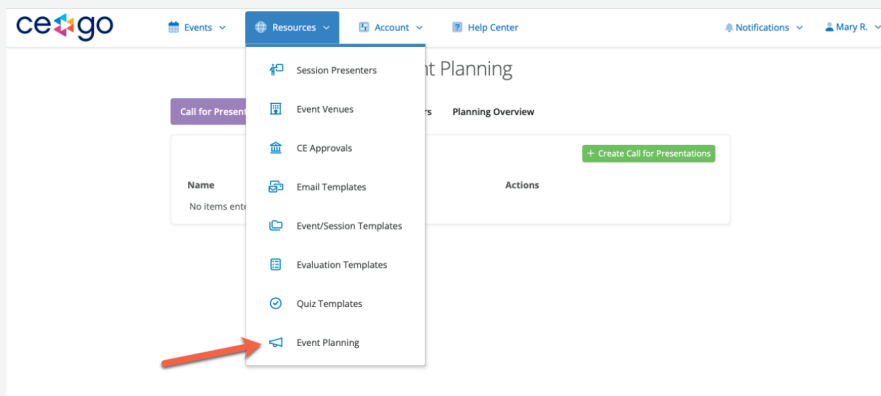 ce go
Events Resources Account Help Center Notifications Mary R.
nt Planning
Session Presenters
Call for Present rs Planning Overview
Event Venues
CE Approvals
+ Create Call for Presentations
Name Actions
Email Templates
No items ente
Event/Session Templates
Evaluation Templates
Quiz Templates
Event Planning